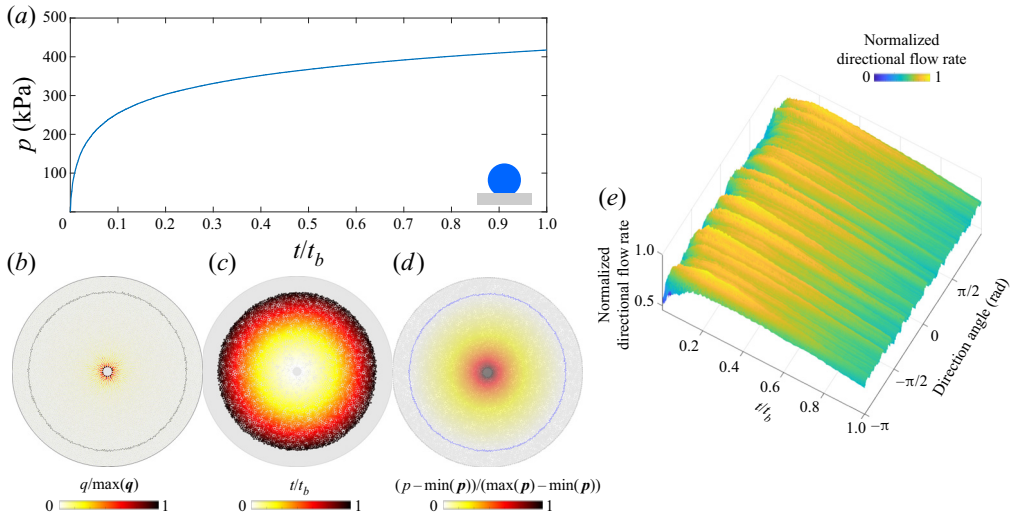 (a)
500
400
300
200
100
0
p (kPa)
0.1 0.2 0.3 0.4 0.5 0.6 0.7 0.8 0.9 1.0
t/t_b
(b) (c) (d)
q/max(q) t/t_b (p – min(p))/(max(p) – min(p))
0 1 0 1 0 1
Normalized
directional flow rate
0 1
(e)
Normalized
directional flow rate
1.0
0.5
0.2
0.4
0.6
0.8
1.0
t/t_b
−π
−π/2
0
π/2
Direction angle (rad)